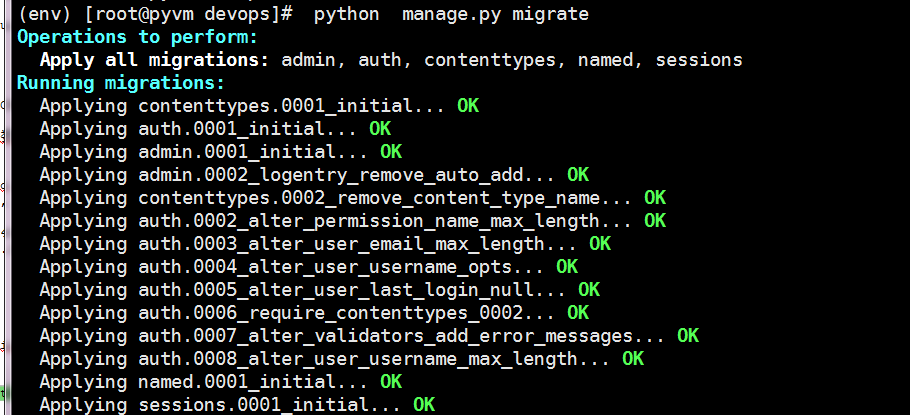 (env) [root@pyvm devops]#  python  manage.py migrate
Operations to perform:
  Apply all migrations: admin, auth, contenttypes, named, sessions
Running migrations:
  Applying contenttypes.0001_initial... OK
  Applying auth.0001_initial... OK
  Applying admin.0001_initial... OK
  Applying admin.0002_logentry_remove_auto_add... OK
  Applying contenttypes.0002_remove_content_type_name... OK
  Applying auth.0002_alter_permission_name_max_length... OK
  Applying auth.0003_alter_user_email_max_length... OK
  Applying auth.0004_alter_user_username_opts... OK
  Applying auth.0005_alter_user_last_login_null... OK
  Applying auth.0006_require_contenttypes_0002... OK
  Applying auth.0007_alter_validators_add_error_messages... OK
  Applying auth.0008_alter_user_username_max_length... OK
  Applying named.0001_initial... OK
  Applying sessions.0001_initial... OK